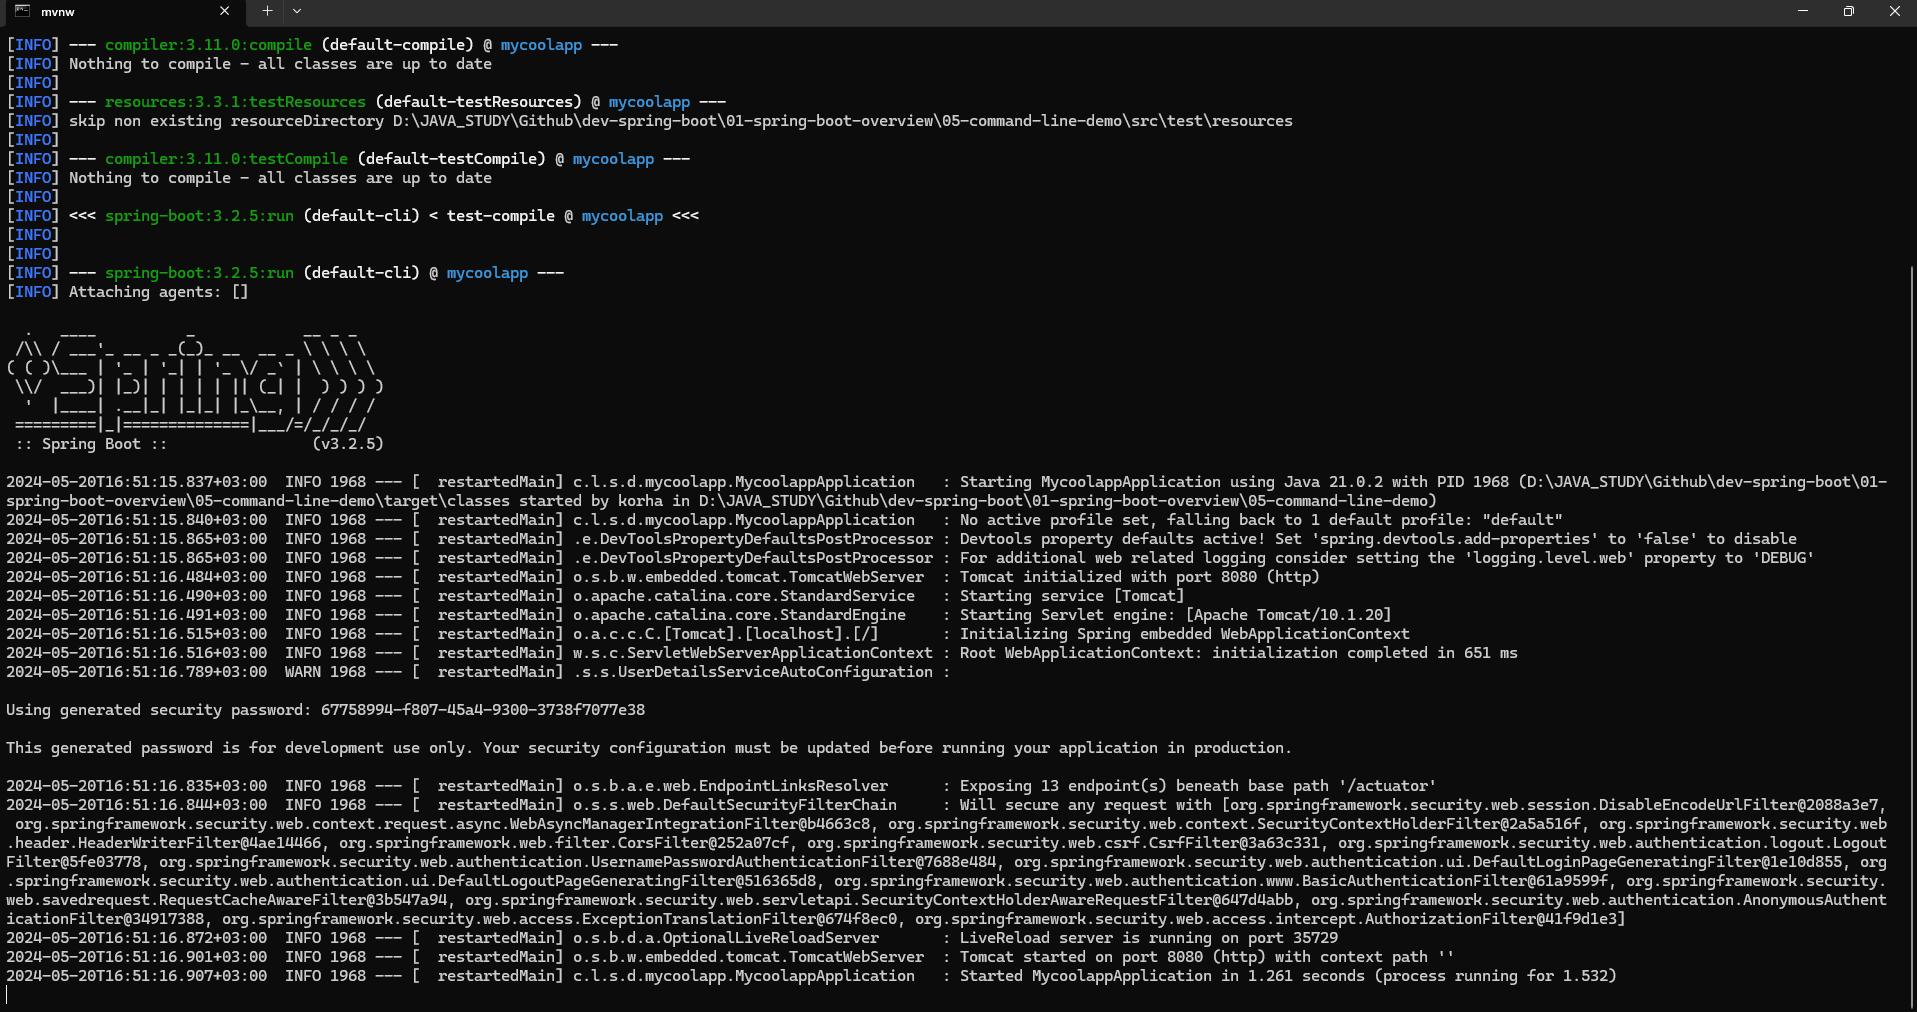 mvnw
[INFO] --- compiler:3.11.0:compile (default-compile) @ mycoolapp ---
[INFO] Nothing to compile - all classes are up to date
[INFO]
[INFO] --- resources:3.3.1:testResources (default-testResources) @ mycoolapp ---
[INFO] skip non existing resourceDirectory D:\JAVA_STUDY\Github\dev-spring-boot\01-spring-boot-overview\05-command-line-demo\src\test\resources
[INFO]
[INFO] --- compiler:3.11.0:testCompile (default-testCompile) @ mycoolapp ---
[INFO] Nothing to compile - all classes are up to date
[INFO]
[INFO] <<< spring-boot:3.2.5:run (default-cli) < test-compile @ mycoolapp <<<
[INFO]
[INFO]
[INFO] --- spring-boot:3.2.5:run (default-cli) @ mycoolapp ---
[INFO] Attaching agents: []

  .   ____          _            __ _ _
 /\\ / ___'_ __ _ _(_)_ __  __ _ \ \ \ \
( ( )\___ | '_ | '_| | '_ \/ _` | \ \ \ \
 \\/  ___)| |_)| | | | | || (_| |  ) ) ) )
  '  |____| .__|_| |_|_| |_\__, | / / / /
 =========|_|==============|___/=/_/_/_/
 :: Spring Boot ::                (v3.2.5)

2024-05-20T16:51:15.837+03:00  INFO 1968 --- [  restartedMain] c.l.s.d.mycoolapp.MycoolappApplication   : Starting MycoolappApplication using Java 21.0.2 with PID 1968 (D:\JAVA_STUDY\Github\dev-spring-boot\01-
spring-boot-overview\05-command-line-demo\target\classes started by korha in D:\JAVA_STUDY\Github\dev-spring-boot\01-spring-boot-overview\05-command-line-demo)
2024-05-20T16:51:15.840+03:00  INFO 1968 --- [  restartedMain] c.l.s.d.mycoolapp.MycoolappApplication   : No active profile set, falling back to 1 default profile: "default"
2024-05-20T16:51:15.865+03:00  INFO 1968 --- [  restartedMain] .e.DevToolsPropertyDefaultsPostProcessor : Devtools property defaults active! Set 'spring.devtools.add-properties' to 'false' to disable
2024-05-20T16:51:15.865+03:00  INFO 1968 --- [  restartedMain] .e.DevToolsPropertyDefaultsPostProcessor : For additional web related logging consider setting the 'logging.level.web' property to 'DEBUG'
2024-05-20T16:51:16.484+03:00  INFO 1968 --- [  restartedMain] o.s.b.w.embedded.tomcat.TomcatWebServer  : Tomcat initialized with port 8080 (http)
2024-05-20T16:51:16.490+03:00  INFO 1968 --- [  restartedMain] o.apache.catalina.core.StandardService   : Starting service [Tomcat]
2024-05-20T16:51:16.491+03:00  INFO 1968 --- [  restartedMain] o.apache.catalina.core.StandardEngine    : Starting Servlet engine: [Apache Tomcat/10.1.20]
2024-05-20T16:51:16.515+03:00  INFO 1968 --- [  restartedMain] o.a.c.c.C.[Tomcat].[localhost].[/]       : Initializing Spring embedded WebApplicationContext
2024-05-20T16:51:16.516+03:00  INFO 1968 --- [  restartedMain] w.s.c.ServletWebServerApplicationContext : Root WebApplicationContext: initialization completed in 651 ms
2024-05-20T16:51:16.789+03:00  WARN 1968 --- [  restartedMain] .s.s.UserDetailsServiceAutoConfiguration :

Using generated security password: 67758994-f807-45a4-9300-3738f7077e38

This generated password is for development use only. Your security configuration must be updated before running your application in production.

2024-05-20T16:51:16.835+03:00  INFO 1968 --- [  restartedMain] o.s.b.a.e.web.EndpointLinksResolver      : Exposing 13 endpoint(s) beneath base path '/actuator'
2024-05-20T16:51:16.844+03:00  INFO 1968 --- [  restartedMain] o.s.s.web.DefaultSecurityFilterChain     : Will secure any request with [org.springframework.security.web.session.DisableEncodeUrlFilter@2088a3e7,
 org.springframework.security.web.context.request.async.WebAsyncManagerIntegrationFilter@b4663c8, org.springframework.security.web.context.SecurityContextHolderFilter@2a5a516f, org.springframework.security.web
.header.HeaderWriterFilter@4ae14466, org.springframework.web.filter.CorsFilter@252a07cf, org.springframework.security.web.csrf.CsrfFilter@3a63c331, org.springframework.security.web.authentication.logout.Logout
Filter@5fe03778, org.springframework.security.web.authentication.UsernamePasswordAuthenticationFilter@7688e484, org.springframework.security.web.authentication.ui.DefaultLoginPageGeneratingFilter@1e10d855, org
.springframework.security.web.authentication.ui.DefaultLogoutPageGeneratingFilter@516365d8, org.springframework.security.web.authentication.www.BasicAuthenticationFilter@61a9599f, org.springframework.security.
web.savedrequest.RequestCacheAwareFilter@3b547a94, org.springframework.security.web.servletapi.SecurityContextHolderAwareRequestFilter@647d4abb, org.springframework.security.web.authentication.AnonymousAuthent
icationFilter@34917388, org.springframework.security.web.access.ExceptionTranslationFilter@674f8ec0, org.springframework.security.web.access.intercept.AuthorizationFilter@41f9d1e3]
2024-05-20T16:51:16.872+03:00  INFO 1968 --- [  restartedMain] o.s.b.d.a.OptionalLiveReloadServer       : LiveReload server is running on port 35729
2024-05-20T16:51:16.901+03:00  INFO 1968 --- [  restartedMain] o.s.b.w.embedded.tomcat.TomcatWebServer  : Tomcat started on port 8080 (http) with context path ''
2024-05-20T16:51:16.907+03:00  INFO 1968 --- [  restartedMain] c.l.s.d.mycoolapp.MycoolappApplication   : Started MycoolappApplication in 1.261 seconds (process running for 1.532)